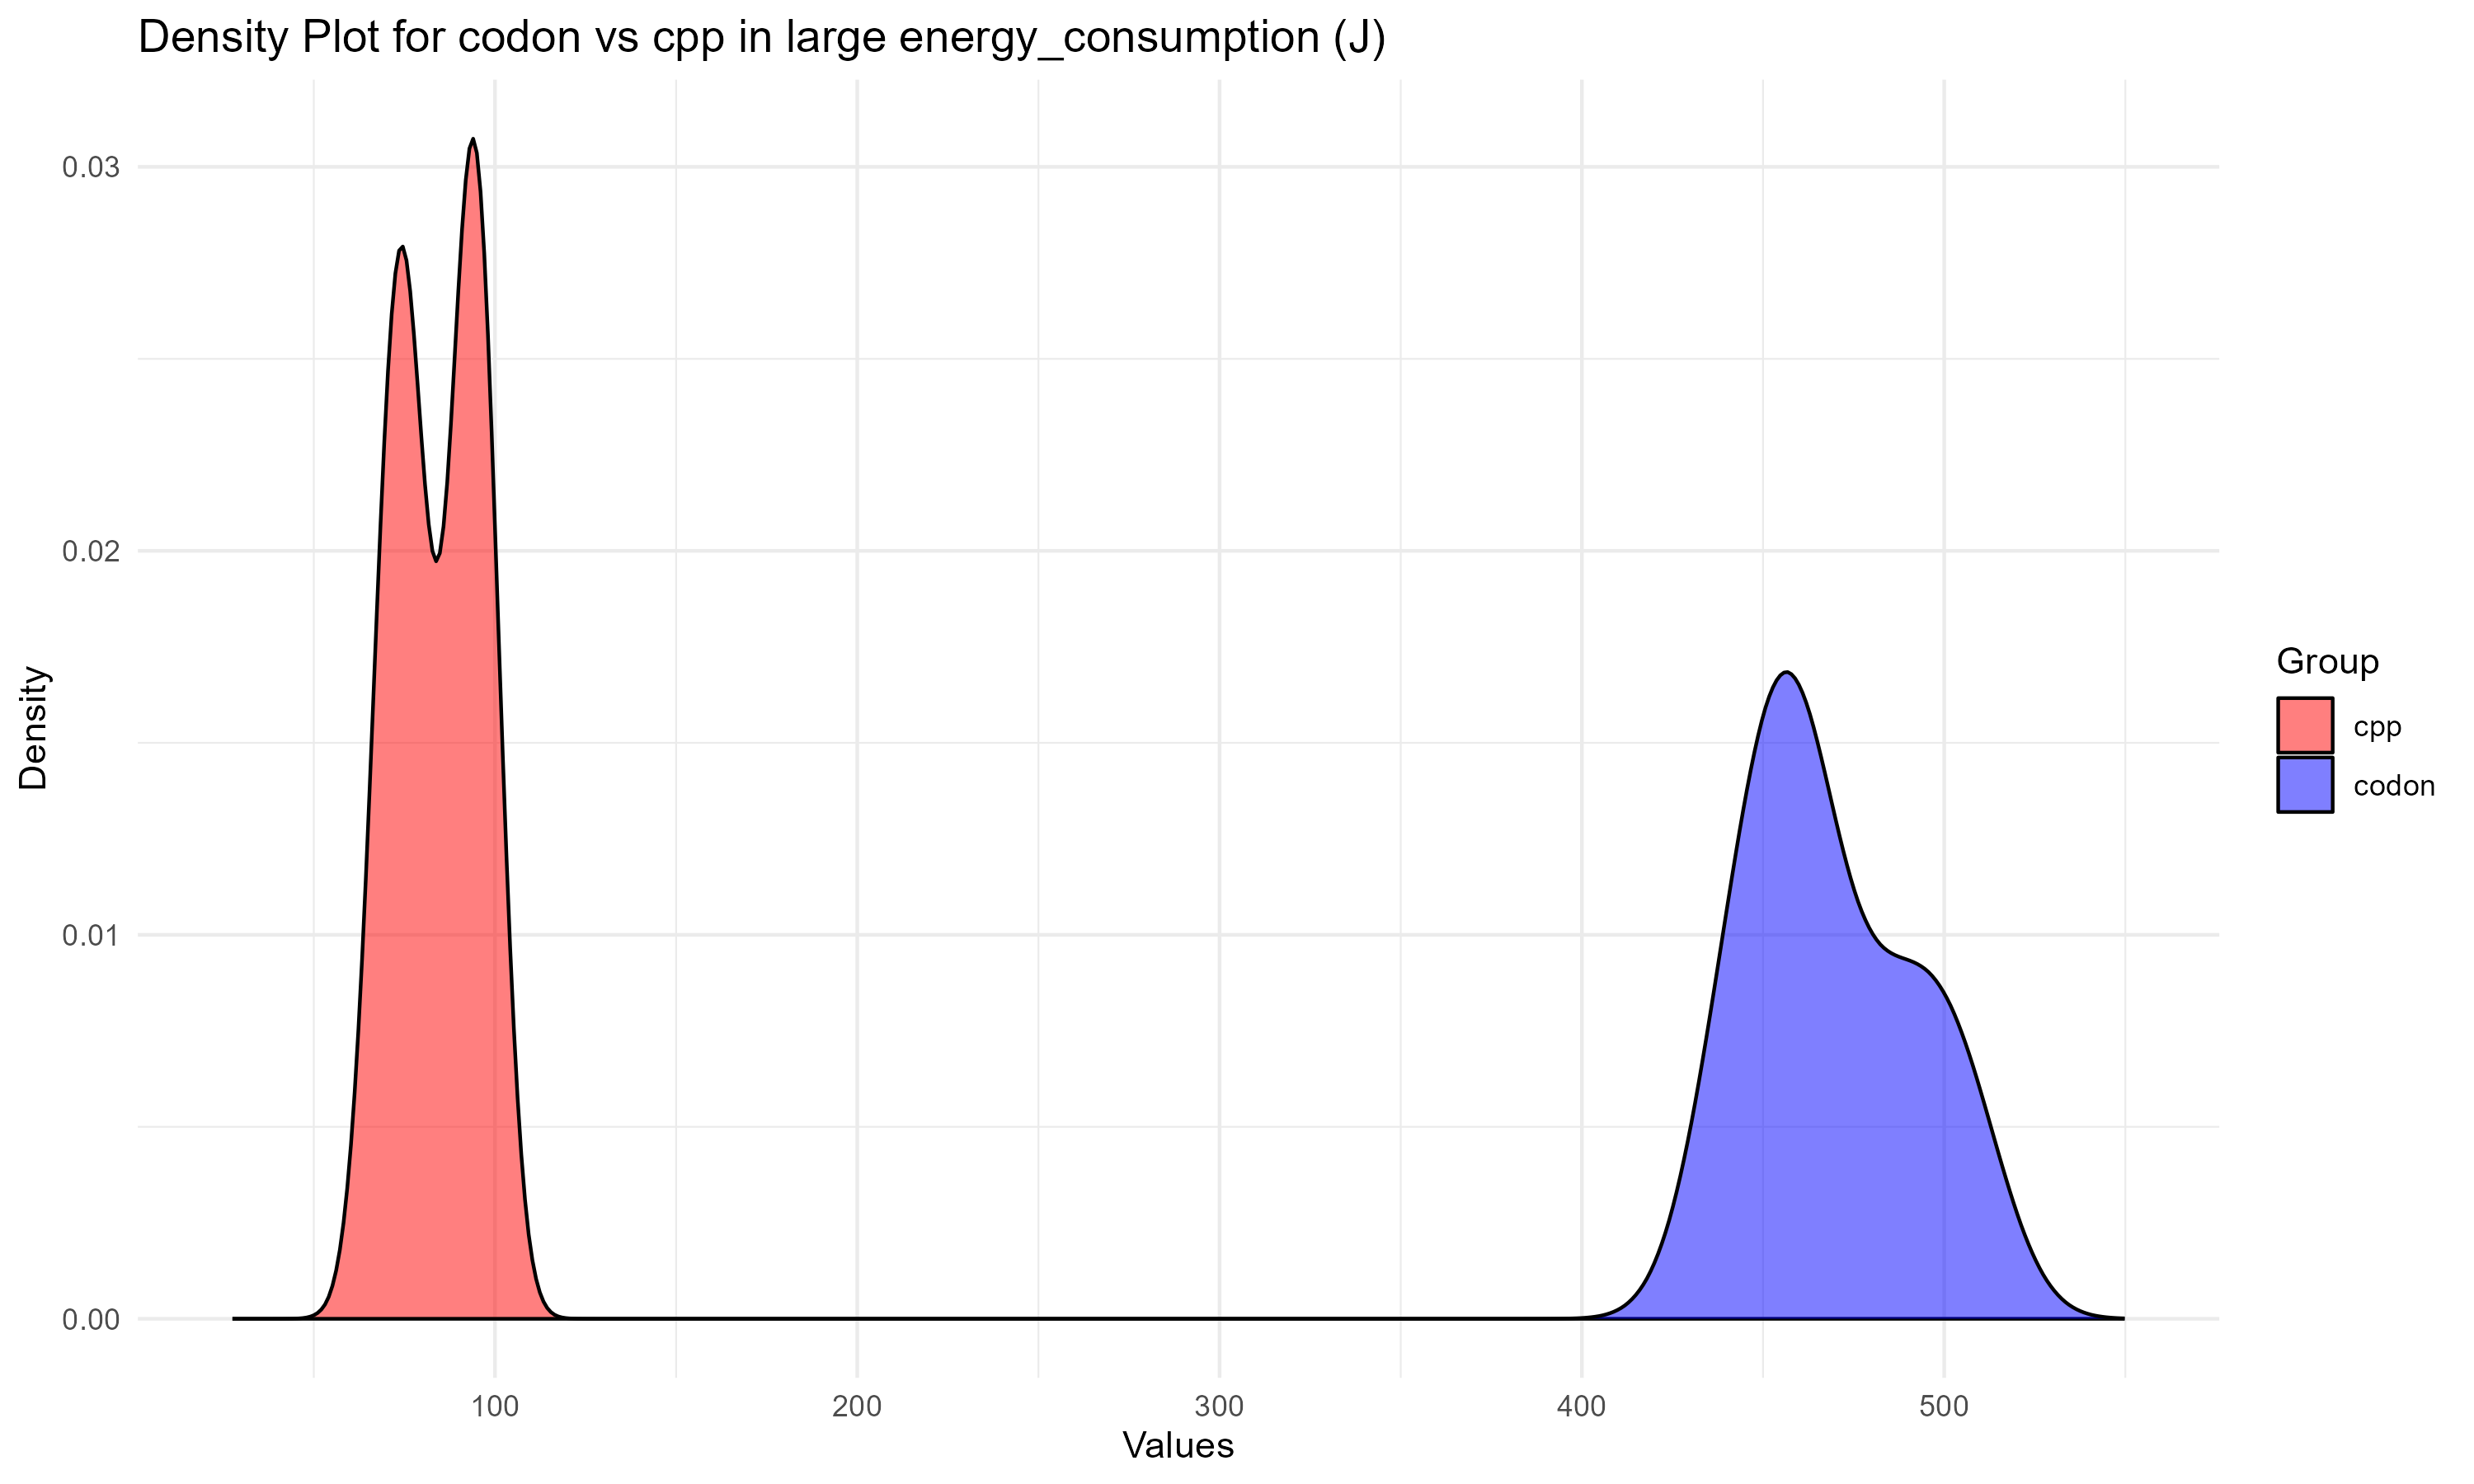 Density Plot for codon vs cpp in large energy_consumption (J)
0.03
0.02
0.01
0.00
Density
100
200
300
400
500
Values
Group
cpp
codon